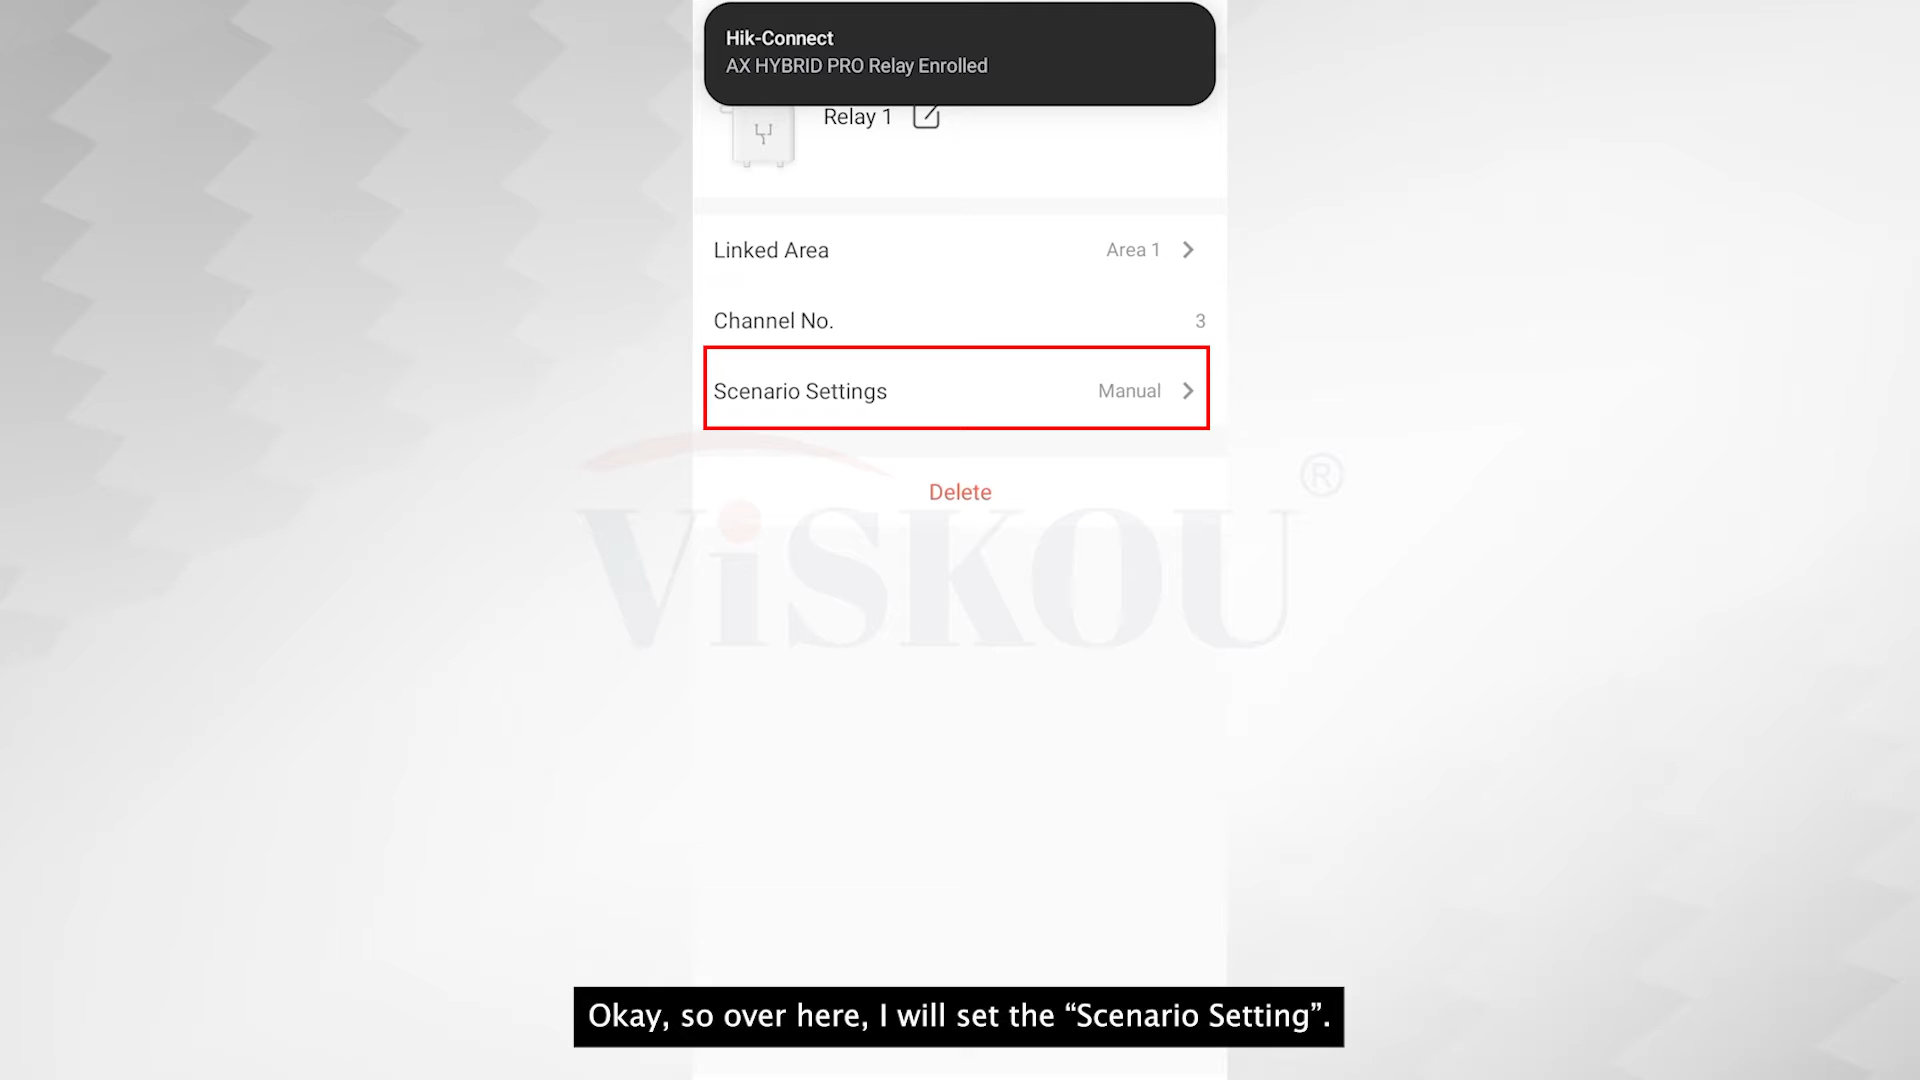 Hik-Connect
AX HYBRID PRO Relay Enrolled
Relay 1
Linked Area Area 1
Channel No. 3
Scenario Settings Manual
Delete
ViSKOU®
Okay, so over here, I will set the “Scenario Setting”.